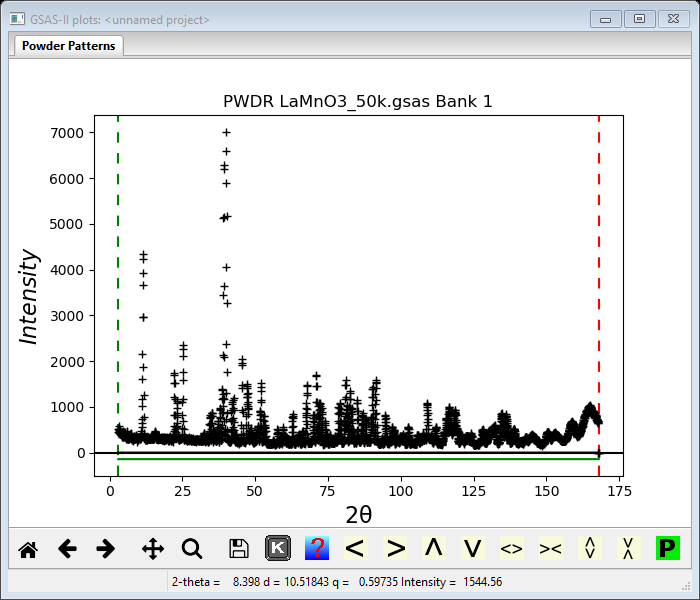 GSAS-II plots: <unnamed project>
Powder Patterns
PWDR LaMnO3_50k.gsas Bank 1
Intensity
7000
6000
5000
4000
3000
2000
1000
0
0 25 50 75 100 125 150 175
2θ
K ? < > Λ V <> >< P
2-theta = 8.398 d = 10.51843 q = 0.59735 Intensity = 1544.56